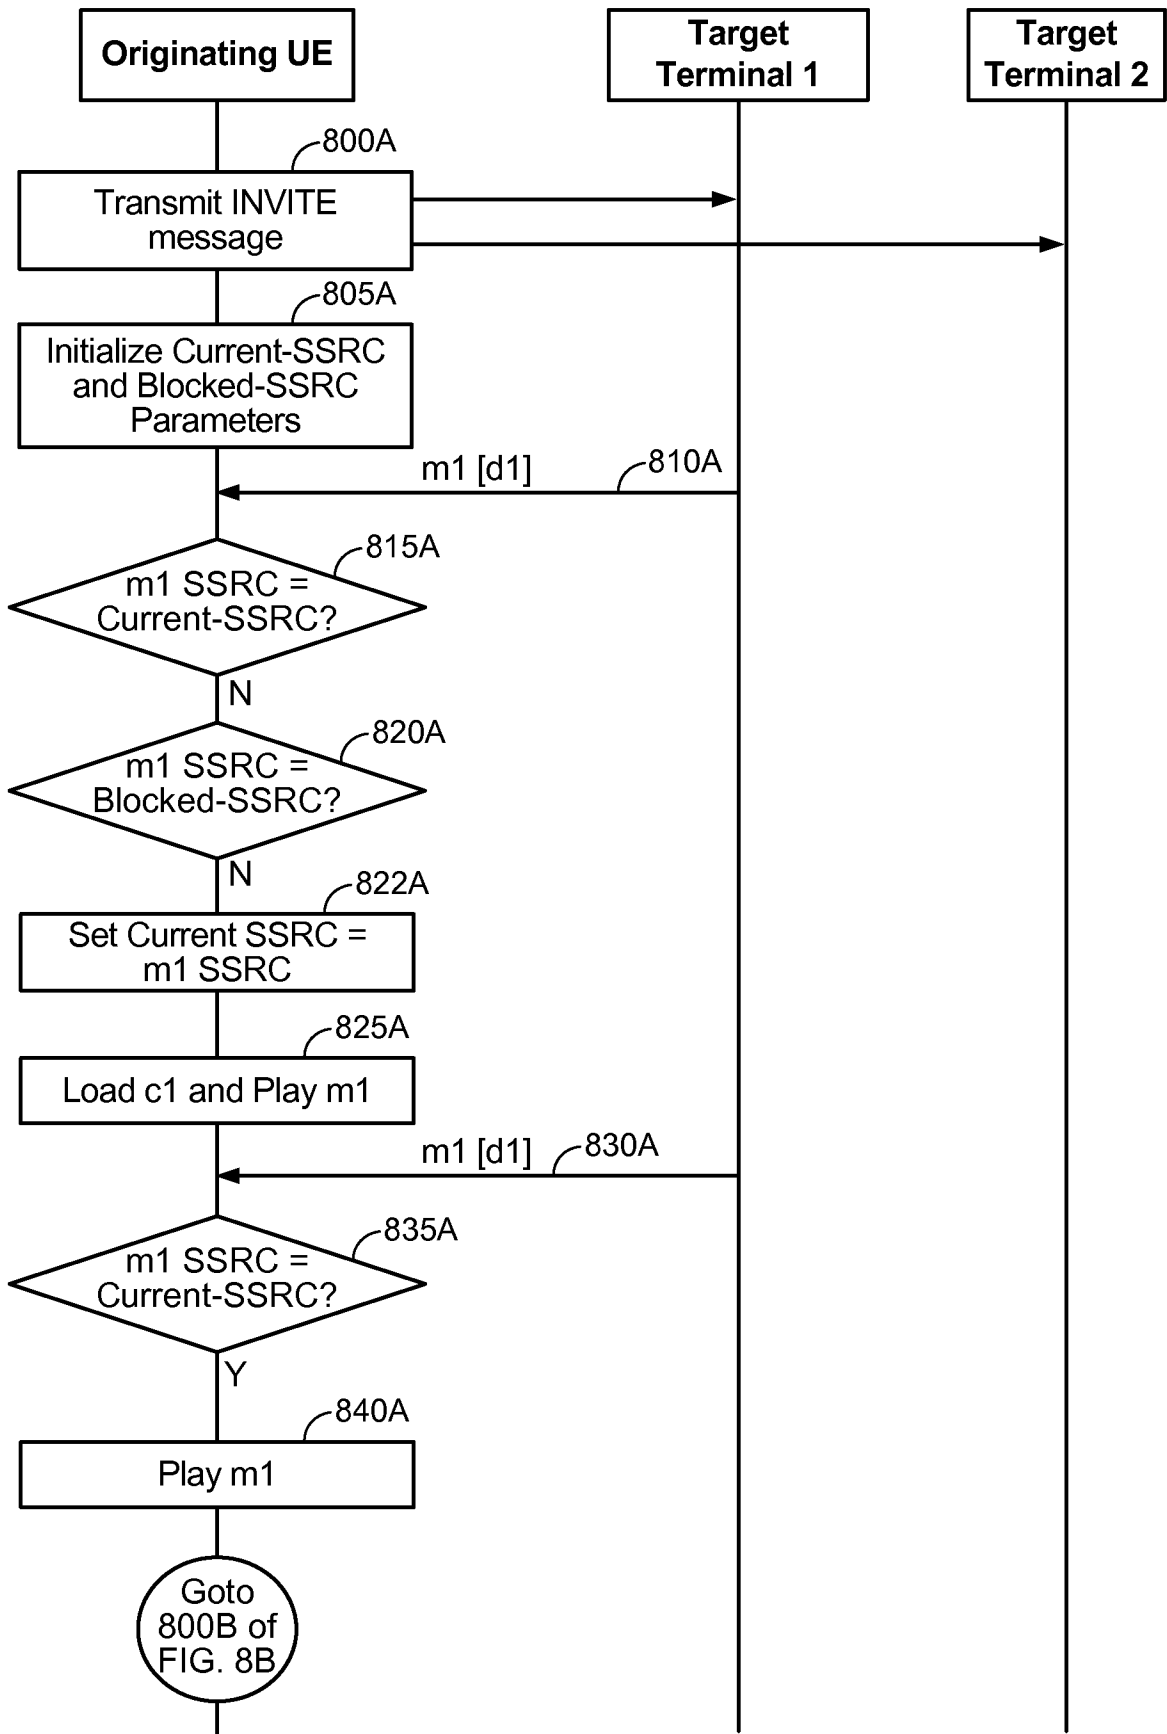 Originating UE
Target
Terminal 1
Target
Terminal 2
800A
Transmit INVITE
message
805A
Initialize Current-SSRC
and Blocked-SSRC
Parameters
m1 [d1]
810A
815A
m1 SSRC =
Current-SSRC?
N
820A
m1 SSRC =
Blocked-SSRC?
N
822A
Set Current SSRC =
m1 SSRC
825A
Load c1 and Play m1
m1 [d1]
830A
835A
m1 SSRC =
Current-SSRC?
Y
840A
Play m1
Goto
800B of
FIG. 8B